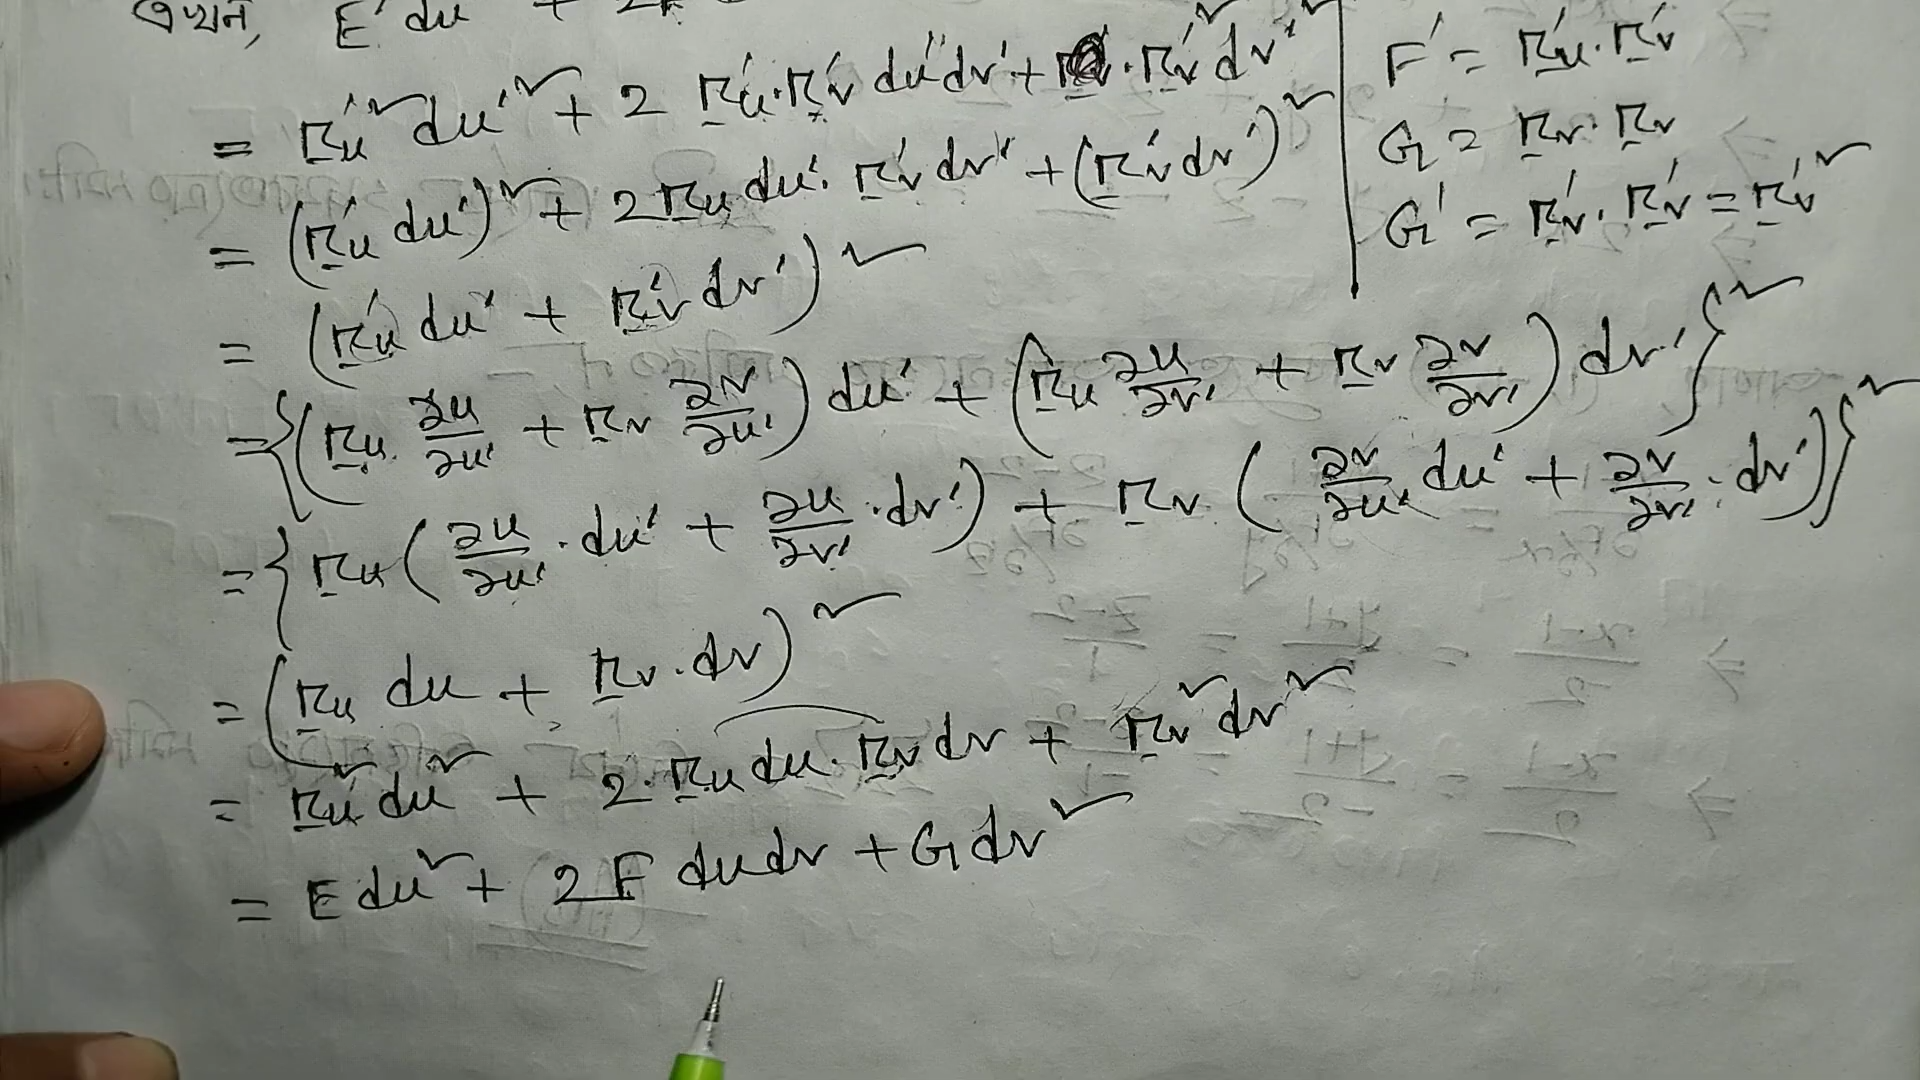 এখন, E' du
= r'u² du'² + 2 r'u . r'v du' dv' + r'v . r'v dv'²
= (r'u du')² + 2 ru du' . r'v dv' + (r'v dv')²
= (r'u du' + r'v dv')²
= {(ru . ∂u/∂u' + rv ∂v/∂u') du' + (ru ∂u/∂v' + rv ∂v/∂v') dv'}²
= {ru (∂u/∂u' . du' + ∂u/∂v' . dv') + rv (∂v/∂u' du' + ∂v/∂v' . dv')}²
= (ru du + rv . dv)²
= ru² du² + 2 . ru du . rv dv + rv² dv²
= E du² + 2F du dv + G dv²
F' = r'u . r'v
G = rv . rv
G' = r'v . r'v = r'v²